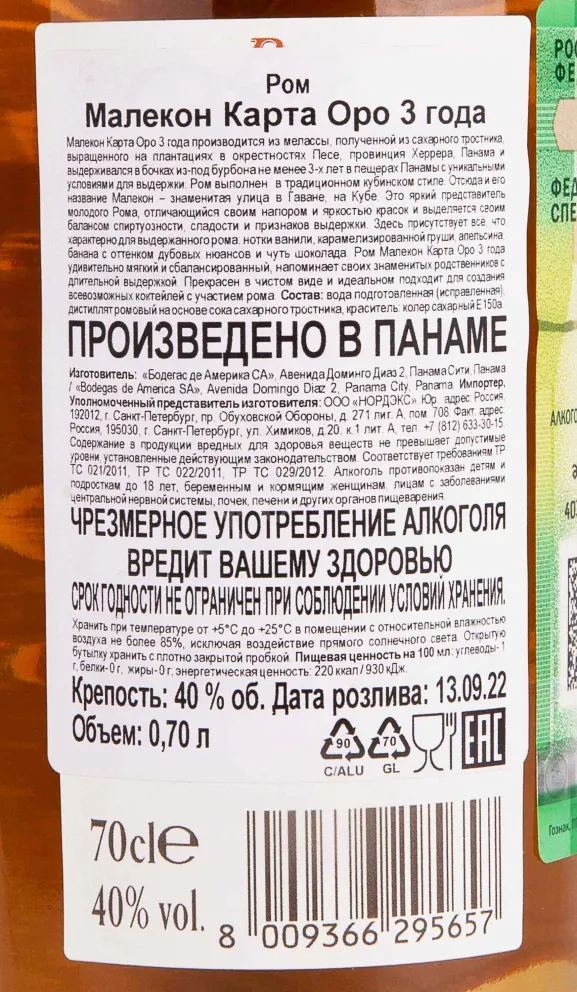 Ром
Малекон Карта Оро 3 года
Малекон Карта Оро 3 года производится из мелассы, полученной из сахарного тростника,
выращенного на плантациях в окрестностях Песе, провинция Херрера, Панама и
выдерживался в бочках из-под бурбона не менее 3-х лет в пещерах Панамы с уникальными
условиями для выдержки. Ром выполнен в традиционном кубинском стиле. Отсюда и его
название Малекон – знаменитая улица в Гаване, на Кубе. Это яркий представитель
молодого Рома, отличающийся своим напором и яркостью красок и выделяется своим
балансом спиртуозности, сладости и признаков выдержки. Здесь присутствует всё, что
характерно для выдержанного рома: нотки ванили, карамелизированной груши, апельсина,
банана с оттенком дубовых нюансов и чуть шоколада. Ром Малекон Карта Оро 3 года
удивительно мягкий и сбалансированный, напоминает своих знаменитых родственников с
длительной выдержкой. Прекрасен в чистом виде и идеальном подходит для создания
всевозможных коктейлей с участием рома. Состав: вода подготовленная (исправленная),
дистиллят ромовый на основе сока сахарного тростника, краситель: колер сахарный Е150а
ПРОИЗВЕДЕНО В ПАНАМЕ
Изготовитель: «Бодегас де Америка СА», Авенида Доминго Диаз 2, Панама Сити, Панама
/ «Bodegas de America SA», Avenida Domingo Diaz 2, Panama City, Panama. Импортер,
Уполномоченный представитель изготовителя: ООО «НОРДЭКС» Юр. адрес: Россия,
192012, г. Санкт-Петербург, пр. Обуховской Обороны, д. 271 лит. А, пом. 708 Факт. адрес:
Россия, 195030, г. Санкт-Петербург, ул. Химиков, д.20, к.1 лит. А, тел. +7 (812) 633-30-15.
Содержание в продукции вредных для здоровья веществ не превышает допустимые
уровни, установленные действующим законодательством. Соответствует требованиям ТР
ТС 021/2011, ТР ТС 022/2011, ТР ТС 029/2012. Алкоголь противопоказан детям и
подросткам до 18 лет, беременным и кормящим женщинам, лицам с заболеваниями
центральной нервной системы, почек, печени и других органов пищеварения.
ЧРЕЗМЕРНОЕ УПОТРЕБЛЕНИЕ АЛКОГОЛЯ
ВРЕДИТ ВАШЕМУ ЗДОРОВЬЮ
СРОК ГОДНОСТИ НЕ ОГРАНИЧЕН ПРИ СОБЛЮДЕНИИ УСЛОВИЙ ХРАНЕНИЯ.
Хранить при температуре от +5°С до +25°С в помещении с относительной влажностью
воздуха не более 85%, исключая воздействие прямого солнечного света. Открытую
бутылку хранить с плотно закрытой пробкой. Пищевая ценность на 100 мл: углеводы- 1
г, белки- 0 г, жиры- 0 г, энергетическая ценность: 220 ккал / 930 кДж.
Крепость: 40 % об. Дата розлива: 13.09.22
Объем: 0,70 л
90
C/ALU
70
GL
EAC
70cl e
40% vol.
8 009366 295657
РОС
ФЕ
ФЕД
СПЕ